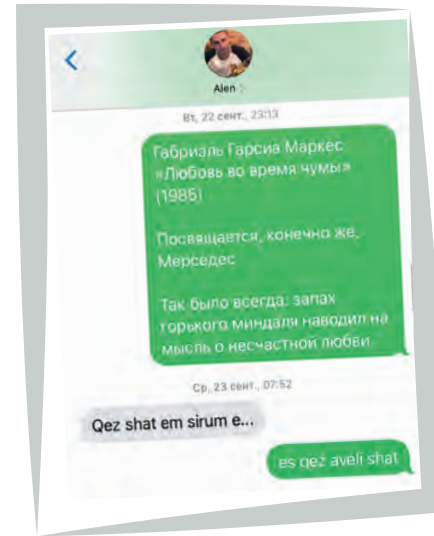 Alen
Вт, 22 сент., 23:13
Габриэль Гарсиа Маркес
«Любовь во время чумы»
(1985)
Посвящается, конечно же,
Мерседес
Так было всегда: запах
горького миндаля наводил на
мысль о несчастной любви
Ср, 23 сент., 07:52
Qez shat em sirum e...
es qez aveli shat